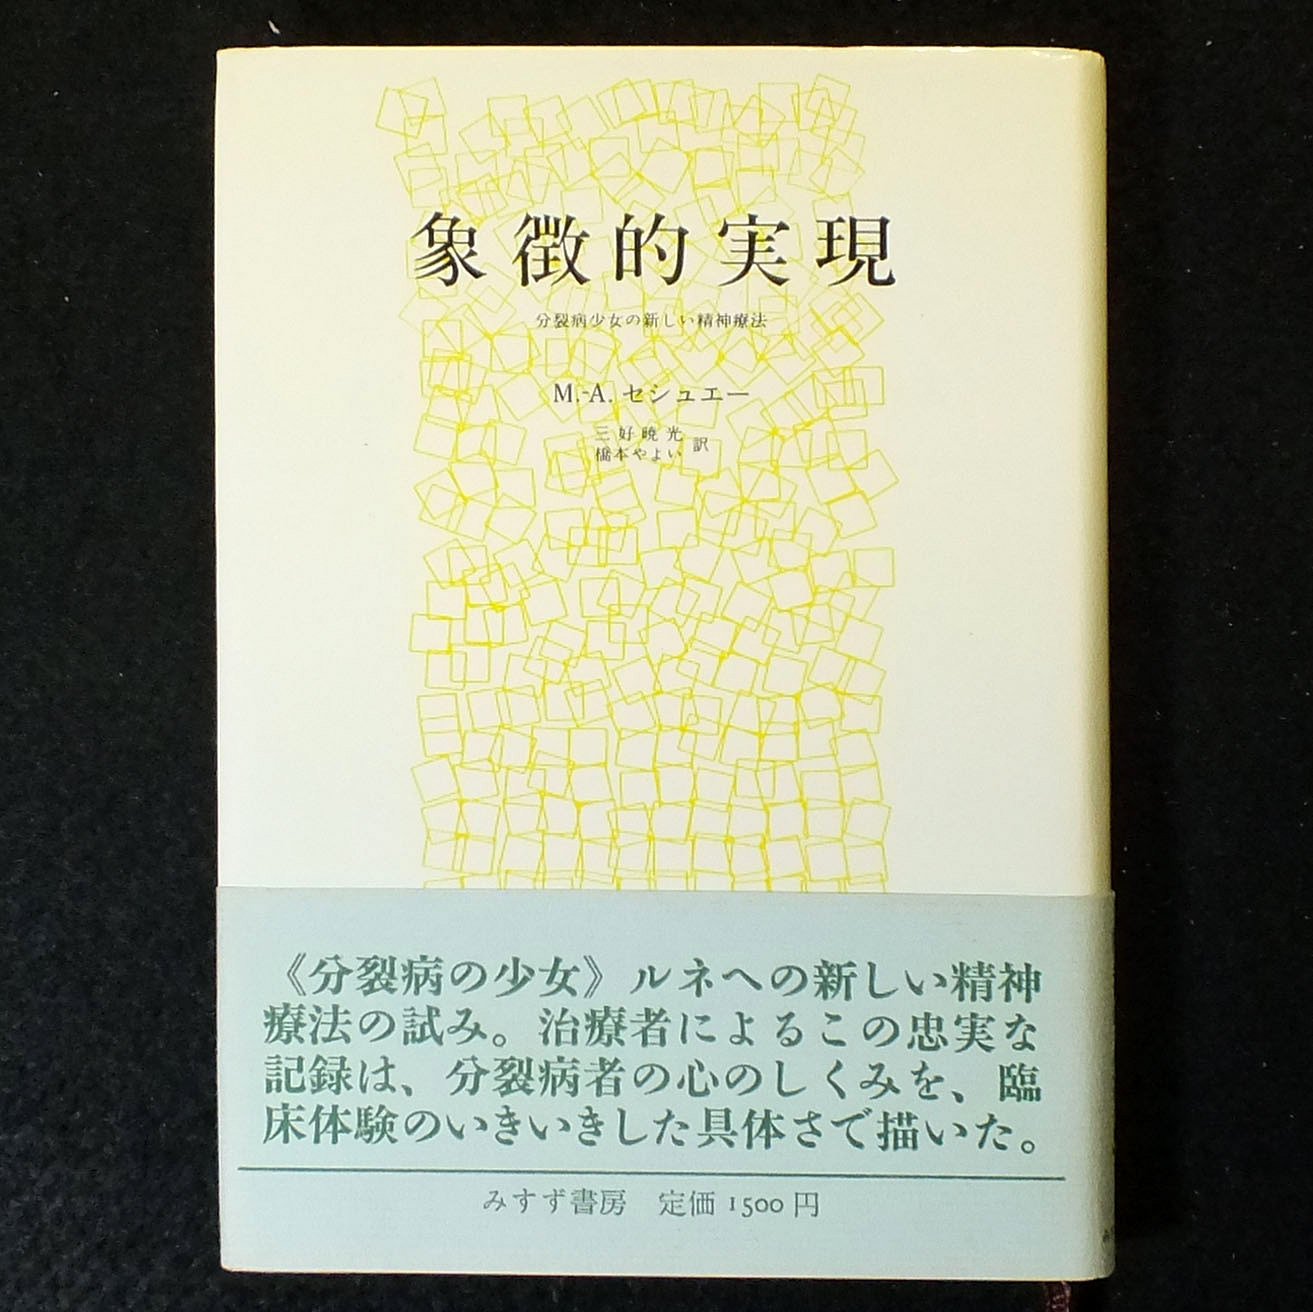 象徴的実現
分裂病少女の新しい精神療法
M.-A. セシュエー
三好暁光
橋本やよい 訳
《分裂病の少女》ルネへの新しい精神
療法の試み。治療者によるこの忠実な
記録は、分裂病者の心のしくみを、臨
床体験のいきいきした具体さで描いた。
みすず書房 定価 1500 円